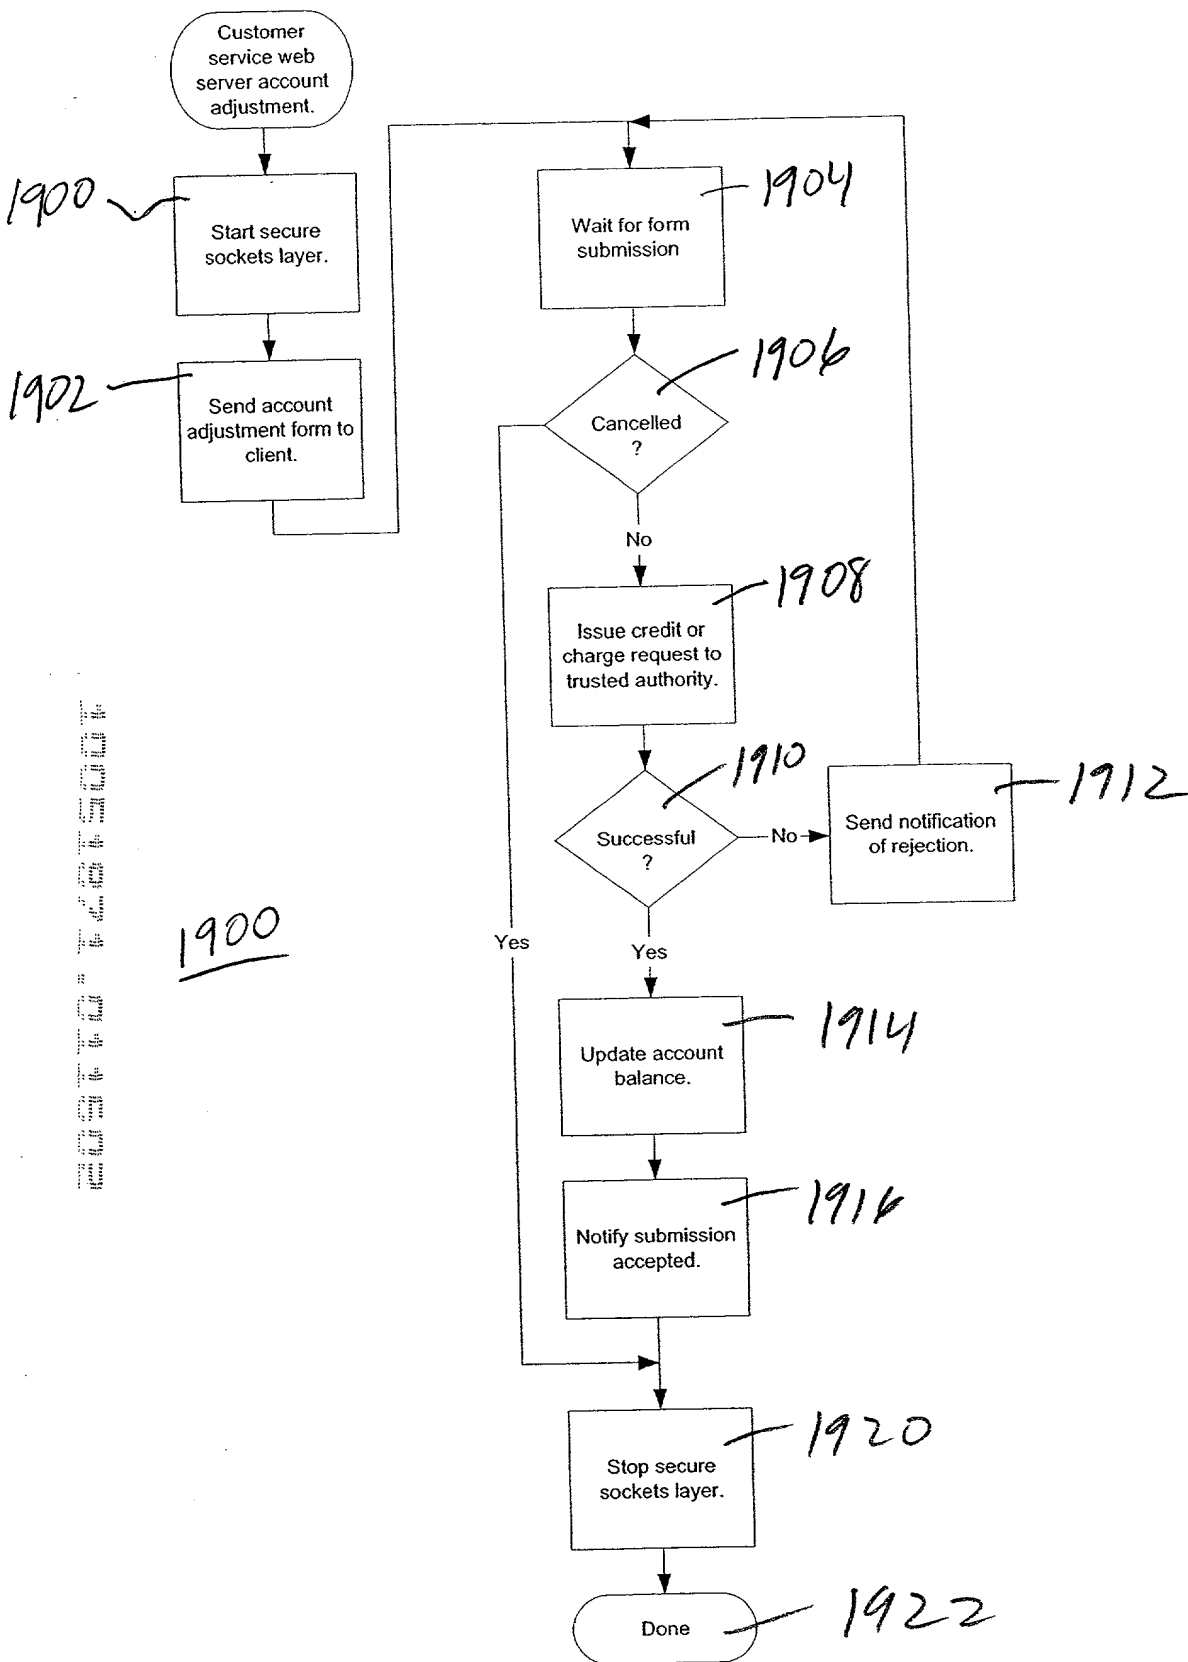 Customer
service web
server account
adjustment.
1900
Start secure
sockets layer.
1902
Send account
adjustment form to
client.
1904
Wait for form
submission
1906
Cancelled
?
No
1908
Issue credit or
charge request to
trusted authority.
1910
Successful
?
No
1912
Send notification
of rejection.
Yes
Yes
1914
Update account
balance.
1916
Notify submission
accepted.
1920
Stop secure
sockets layer.
1922
Done
1900
10051871.011502